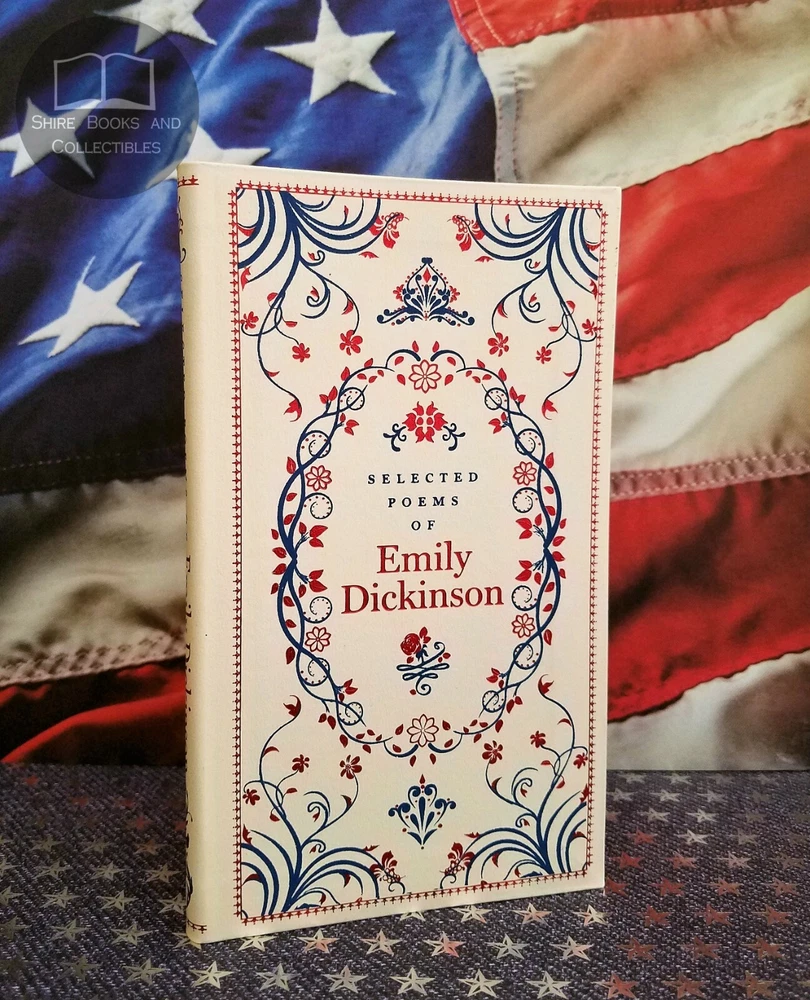 SHIRE BOOKS AND
COLLECTIBLES
SELECTED
POEMS
OF
Emily
Dickinson